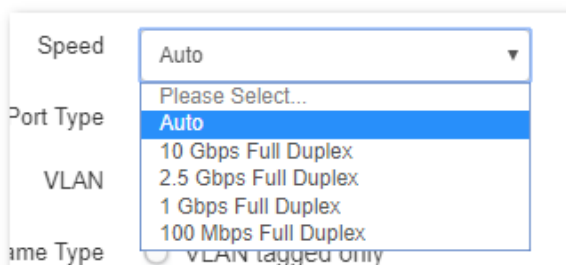 Speed
Auto
Please Select...
Port Type
Auto
10 Gbps Full Duplex
VLAN
2.5 Gbps Full Duplex
1 Gbps Full Duplex
100 Mbps Full Duplex
ame Type
VLAN tagged only